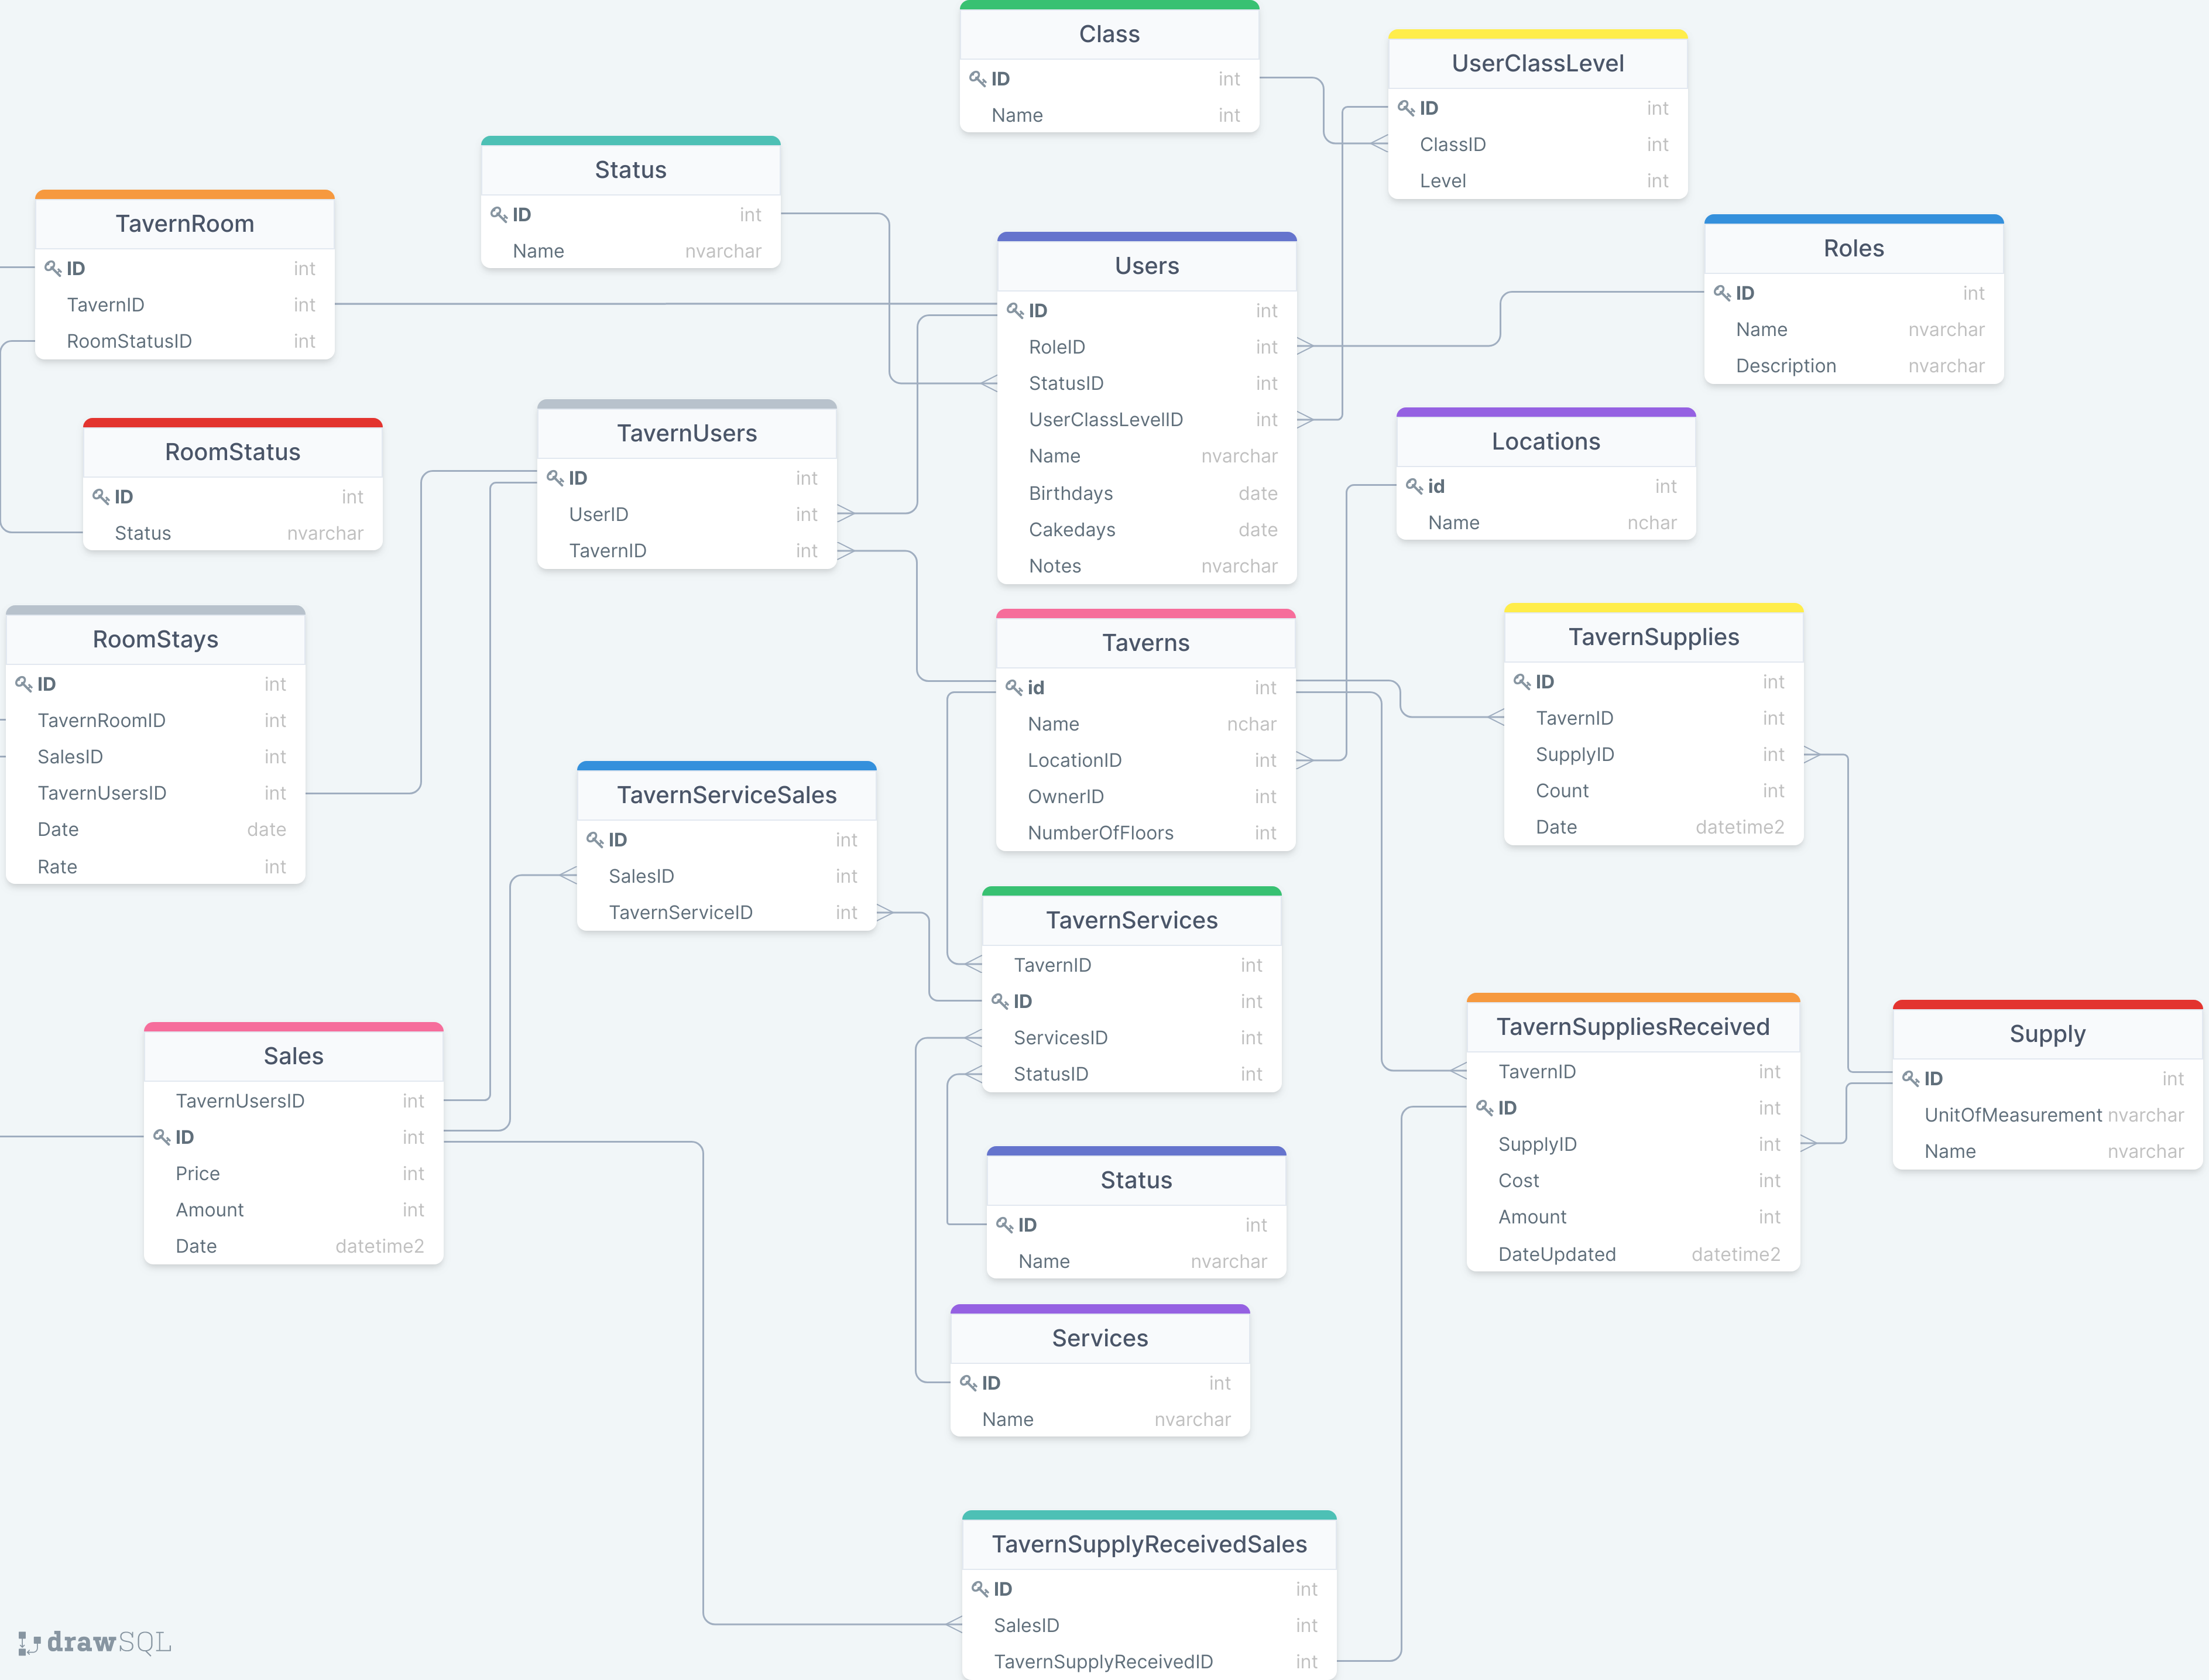 Class
ID int
Name int
UserClassLevel
ID int
ClassID int
Level int
Status
ID int
Name nvarchar
TavernRoom
ID int
TavernID int
RoomStatusID int
Users
ID int
RoleID int
StatusID int
UserClassLevelID int
Name nvarchar
Birthdays date
Cakedays date
Notes nvarchar
Roles
ID int
Name nvarchar
Description nvarchar
RoomStatus
ID int
Status nvarchar
TavernUsers
ID int
UserID int
TavernID int
Locations
id int
Name nchar
RoomStays
ID int
TavernRoomID int
SalesID int
TavernUsersID int
Date date
Rate int
Taverns
id int
Name nchar
LocationID int
OwnerID int
NumberOfFloors int
TavernSupplies
ID int
TavernID int
SupplyID int
Count int
Date datetime2
TavernServiceSales
ID int
SalesID int
TavernServiceID int
TavernServices
TavernID int
ID int
ServicesID int
StatusID int
Sales
TavernUsersID int
ID int
Price int
Amount int
Date datetime2
TavernSuppliesReceived
TavernID int
ID int
SupplyID int
Cost int
Amount int
DateUpdated datetime2
Supply
ID int
UnitOfMeasurement nvarchar
Name nvarchar
Status
ID int
Name nvarchar
Services
ID int
Name nvarchar
TavernSupplyReceivedSales
ID int
SalesID int
TavernSupplyReceivedID int
drawSQL